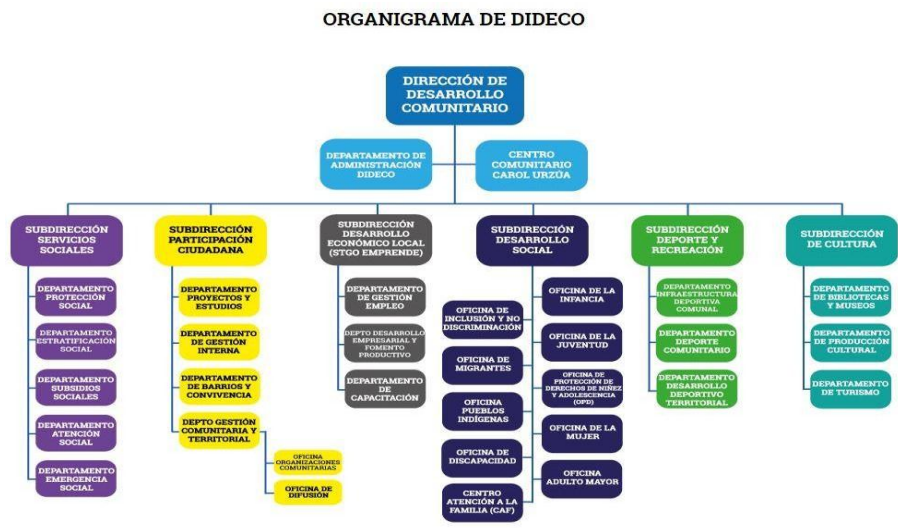 ORGANIGRAMA DE DIDECO
DIRECCIÓN DE
DESARROLLO
COMUNITARIO
DEPARTAMENTO DE
ADMINISTRACIÓN
DIDECO
CENTRO
COMUNITARIO
CAROL URZÚA
SUBDIRECCIÓN
SERVICIOS
SOCIALES
DEPARTAMENTO
PROTECCIÓN
SOCIAL
DEPARTAMENTO
ESTRATIFICACIÓN
SOCIAL
DEPARTAMENTO
SUBSIDIOS
SOCIALES
DEPARTAMENTO
ATENCIÓN
SOCIAL
DEPARTAMENTO
EMERGENCIA
SOCIAL
SUBDIRECCIÓN
PARTICIPACIÓN
CIUDADANA
DEPARTAMENTO
PROYECTOS Y
ESTUDIOS
DEPARTAMENTO
DE GESTIÓN
INTERNA
DEPARTAMENTO
DE BARRIOS Y
CONVIVENCIA
DEPTO GESTIÓN
COMUNITARIA Y
TERRITORIAL
OFICINA
ORGANIZACIONES
COMUNITARIAS
OFICINA DE
DIFUSIÓN
SUBDIRECCIÓN
DESARROLLO
ECONÓMICO LOCAL
(STGO EMPRENDE)
DEPARTAMENTO
DE GESTIÓN
EMPLEO
DEPTO DESARROLLO
EMPRESARIAL Y
FOMENTO
PRODUCTIVO
DEPARTAMENTO
DE
CAPACITACIÓN
SUBDIRECCIÓN
DESARROLLO
SOCIAL
OFICINA DE
INCLUSIÓN Y NO
DISCRIMINACIÓN
OFICINA DE
MIGRANTES
OFICINA
PUEBLOS
INDÍGENAS
OFICINA DE
DISCAPACIDAD
CENTRO
ATENCIÓN A LA
FAMILIA (CAF)
OFICINA DE LA
INFANCIA
OFICINA DE LA
JUVENTUD
OFICINA DE
PROTECCIÓN DE
DERECHOS DE NIÑEZ
Y ADOLESCENCIA
(OPD)
OFICINA DE LA
MUJER
OFICINA
ADULTO MAYOR
SUBDIRECCIÓN
DEPORTE Y
RECREACIÓN
DEPARTAMENTO
INFRAESTRUCTURA
DEPORTIVA
COMUNAL
DEPARTAMENTO
DEPORTE
COMUNITARIO
DEPARTAMENTO
DESARROLLO
DEPORTIVO
TERRITORIAL
SUBDIRECCIÓN
DE CULTURA
DEPARTAMENTO
DE BIBLIOTECAS
Y MUSEOS
DEPARTAMENTO
DE PRODUCCIÓN
CULTURAL
DEPARTAMENTO
DE TURISMO